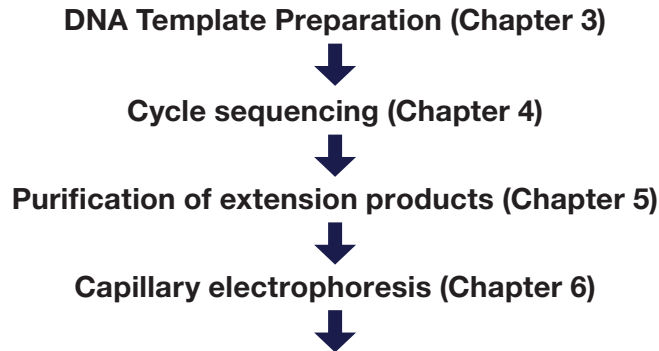 DNA Template Preparation (Chapter 3)
Cycle sequencing (Chapter 4)
Purification of extension products (Chapter 5)
Capillary electrophoresis (Chapter 6)